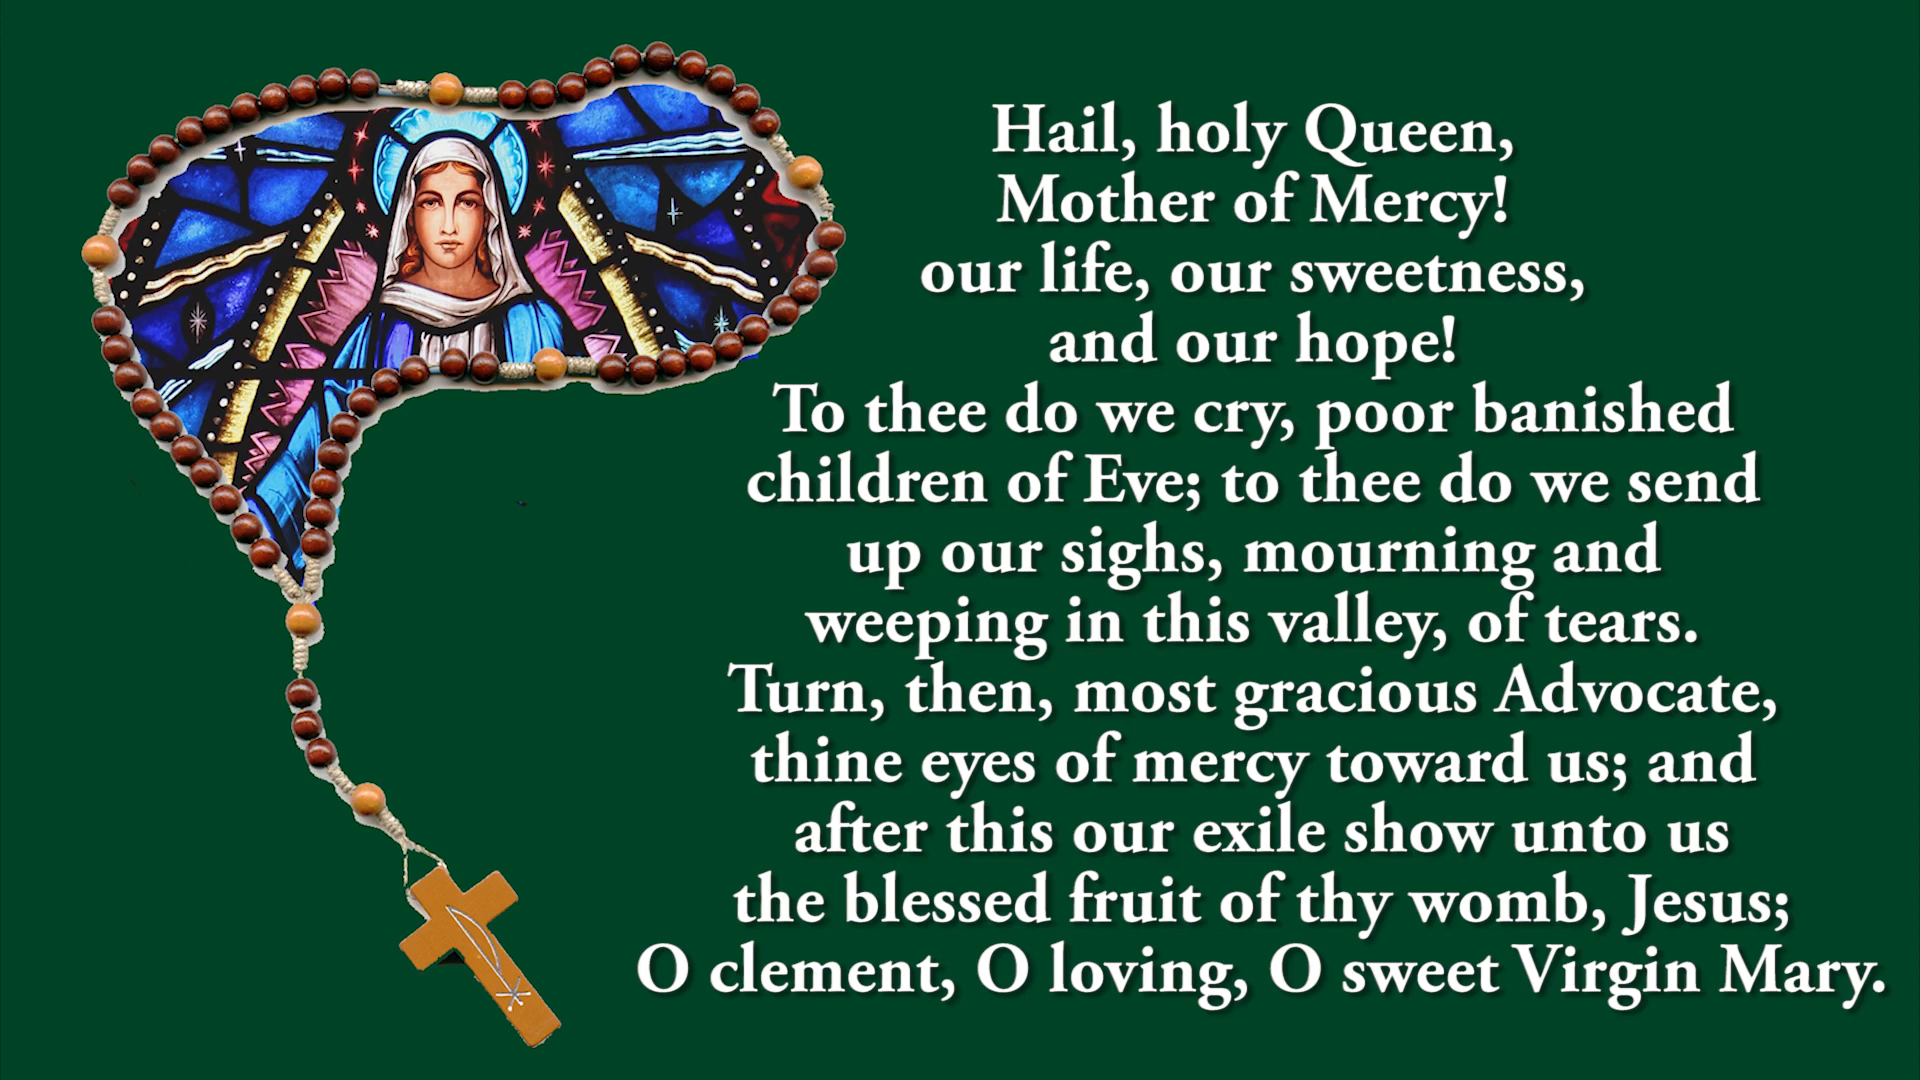 Hail, holy Queen,
Mother of Mercy!
our life, our sweetness,
and our hope!
To thee do we cry, poor banished
children of Eve; to thee do we send
up our sighs, mourning and
weeping in this valley, of tears.
Turn, then, most gracious Advocate,
thine eyes of mercy toward us; and
after this our exile show unto us
the blessed fruit of thy womb, Jesus;
O clement, O loving, O sweet Virgin Mary.